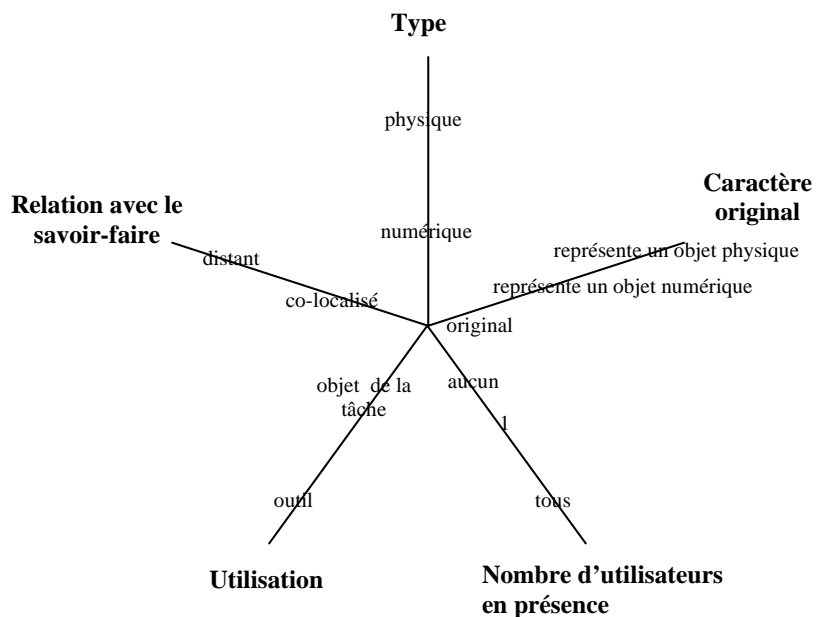 Type
physique
Caractère
original
Relation avec le
savoir-faire
numérique
représente un objet physique
distant
représente un objet numérique
co-localisé
original
objet de la
tâche
aucun
1
outil
tous
Utilisation
Nombre d'utilisateurs
en présence